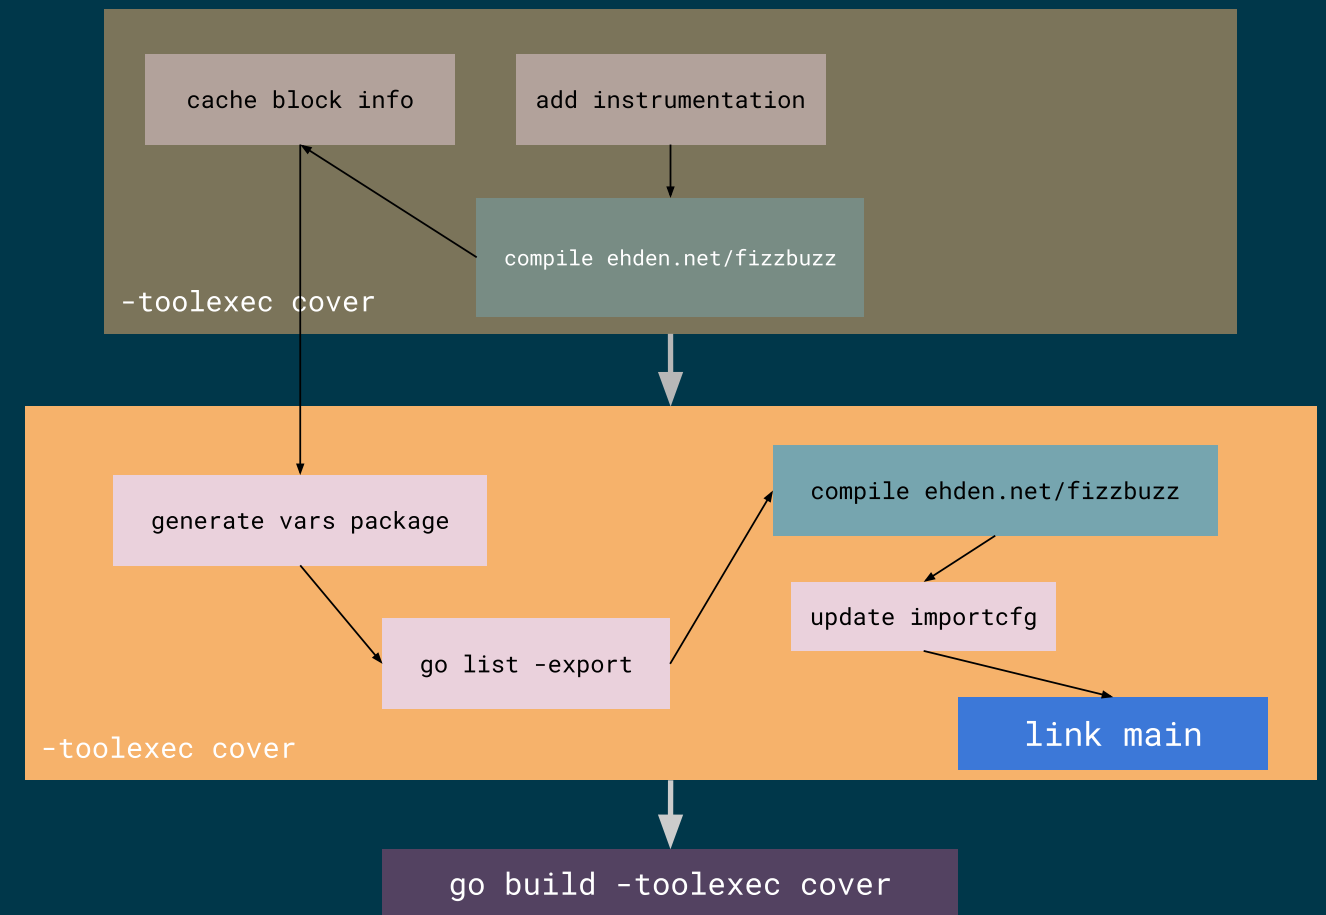 cache block info
add instrumentation
compile ehden.net/fizzbuzz
-toolexec cover
compile ehden.net/fizzbuzz
generate vars package
update importcfg
go list -export
link main
-toolexec cover
go build -toolexec cover